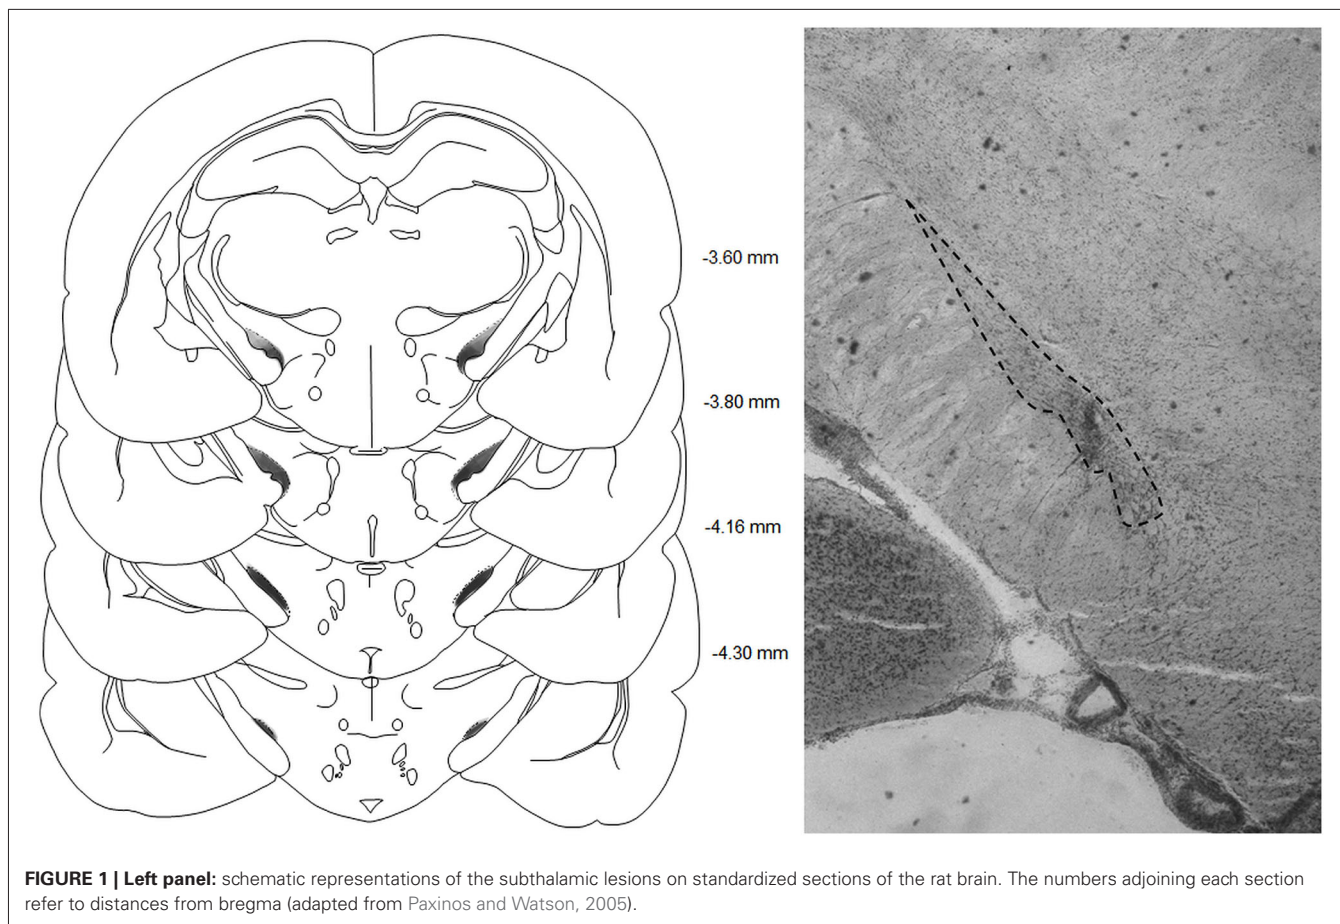 -3.60 mm
-3.80 mm
-4.16 mm
-4.30 mm
FIGURE 1 | Left panel: schematic representations of the subthalamic lesions on standardized sections of the rat brain. The numbers adjoining each section
refer to distances from bregma (adapted from Paxinos and Watson, 2005).